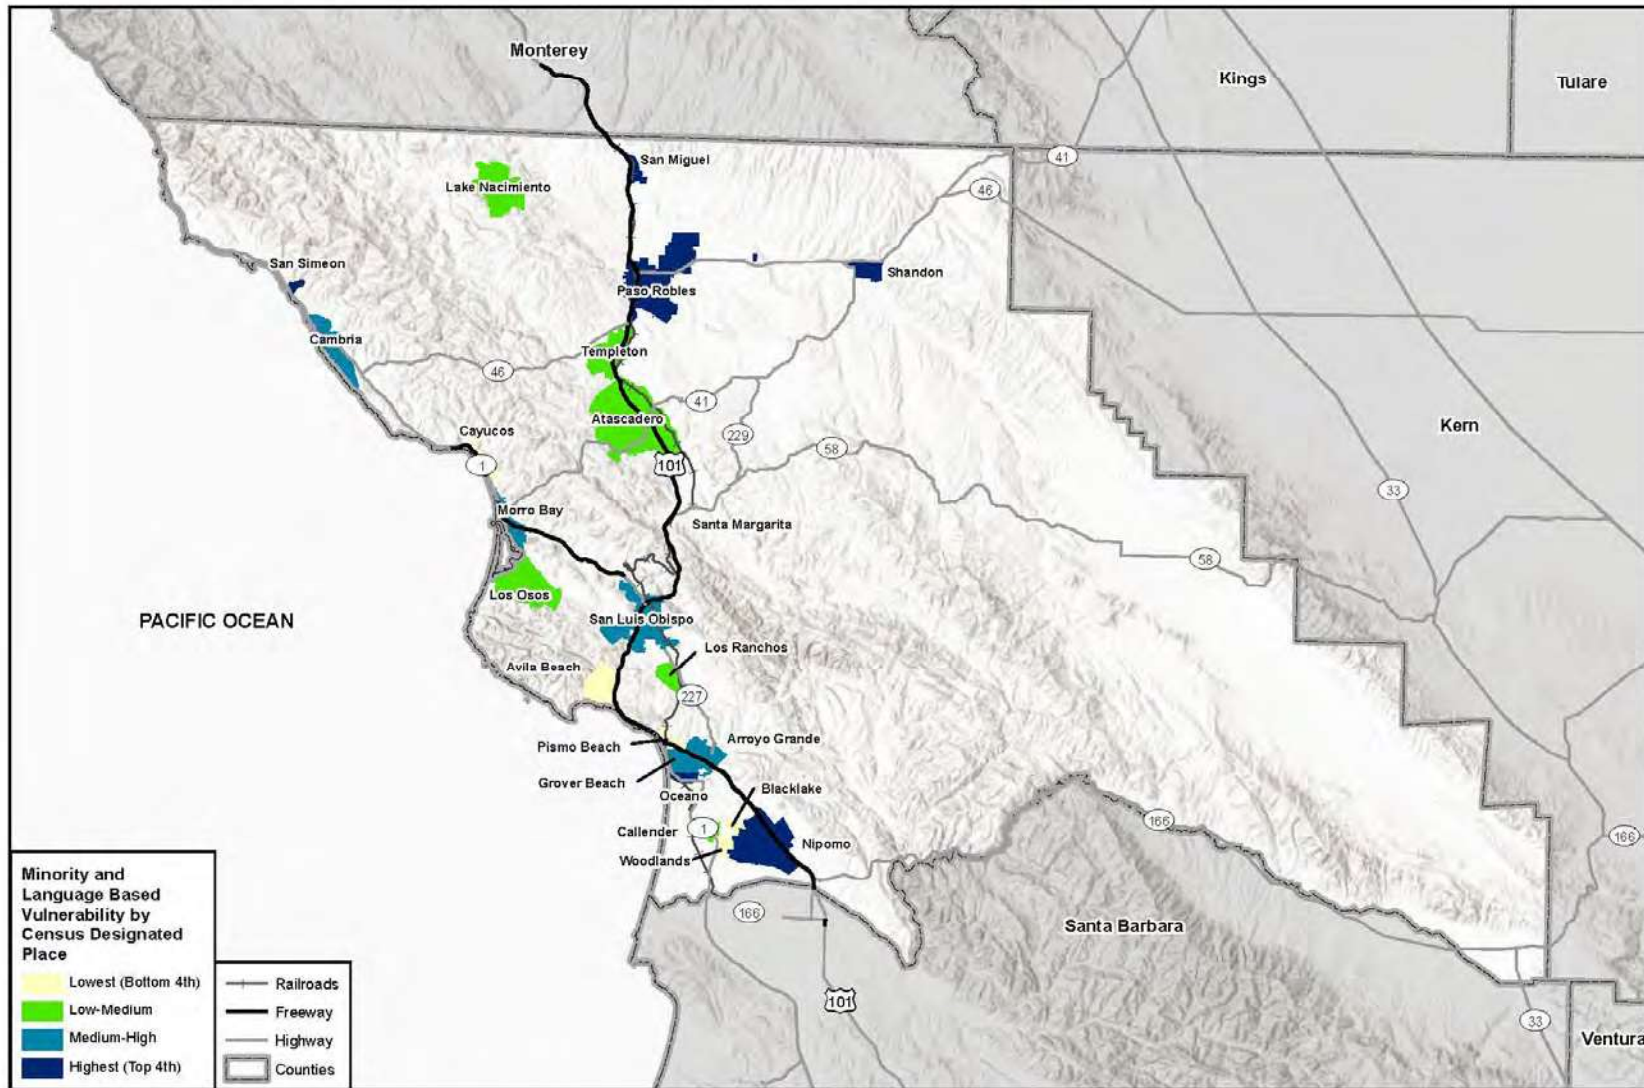 Monterey
Kings
Tulare
41
San Miguel
46
Lake Nacimiento
San Simeon
Shandon
Paso Robles
Cambria
Templeton
46
41
Atascadero
Cayucos
229
58
Kern
1
101
33
Morro Bay
Santa Margarita
58
Los Osos
PACIFIC OCEAN
San Luis Obispo
Los Ranchos
Avila Beach
227
Pismo Beach
Arroyo Grande
Grover Beach
Oceano
Blacklake
Callender
1
166
166
Nipomo
Woodlands
166
Santa Barbara
101
33
Ventura
Minority and
Language Based
Vulnerability by
Census Designated
Place
Lowest (Bottom 4th)
Low-Medium
Medium-High
Highest (Top 4th)
Railroads
Freeway
Highway
Counties